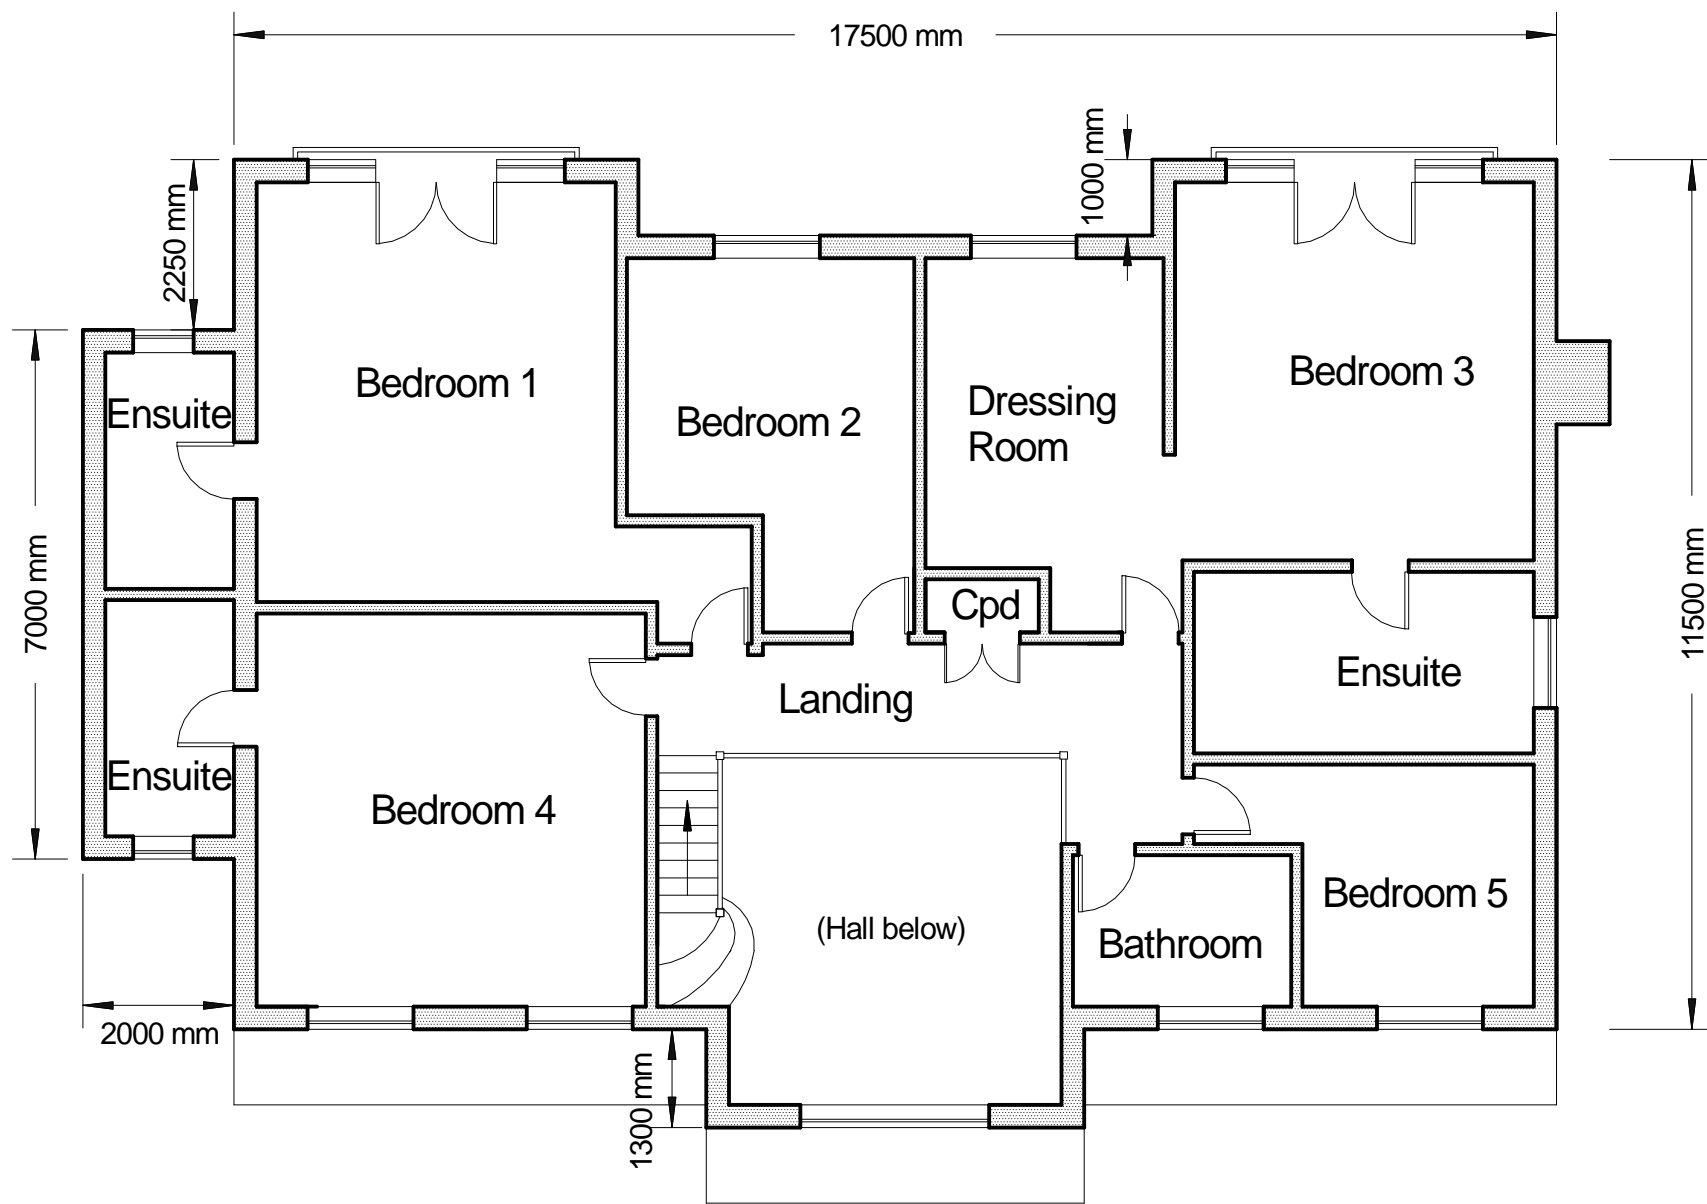 17500 mm
1000 mm
2250 mm
Bedroom 1
Bedroom 3
Ensuite
Bedroom 2
Dressing
Room
7000 mm
11500 mm
Cpd
Ensuite
Landing
Ensuite
Bedroom 4
Bedroom 5
(Hall below)
Bathroom
2000 mm
1300 mm